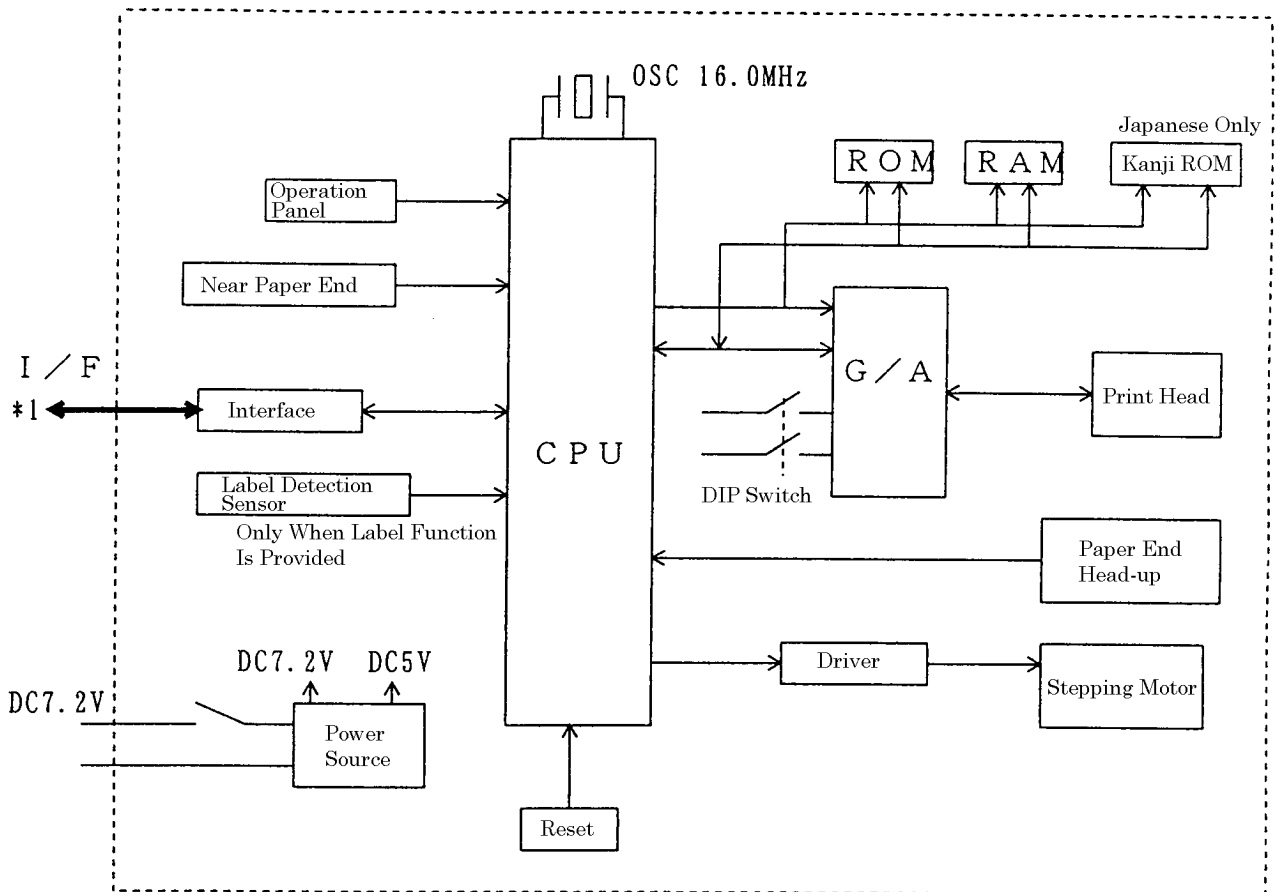 OSC 16.0MHz
Japanese Only
ROM
RAM
Kanji ROM
Operation
Panel
Near Paper End
I/F
*1
Interface
G/A
Print Head
CPU
Label Detection
Sensor
Only When Label Function
Is Provided
DIP Switch
Paper End
Head-up
DC7.2V
DC5V
Driver
DC7.2V
Power
Source
Stepping Motor
Reset